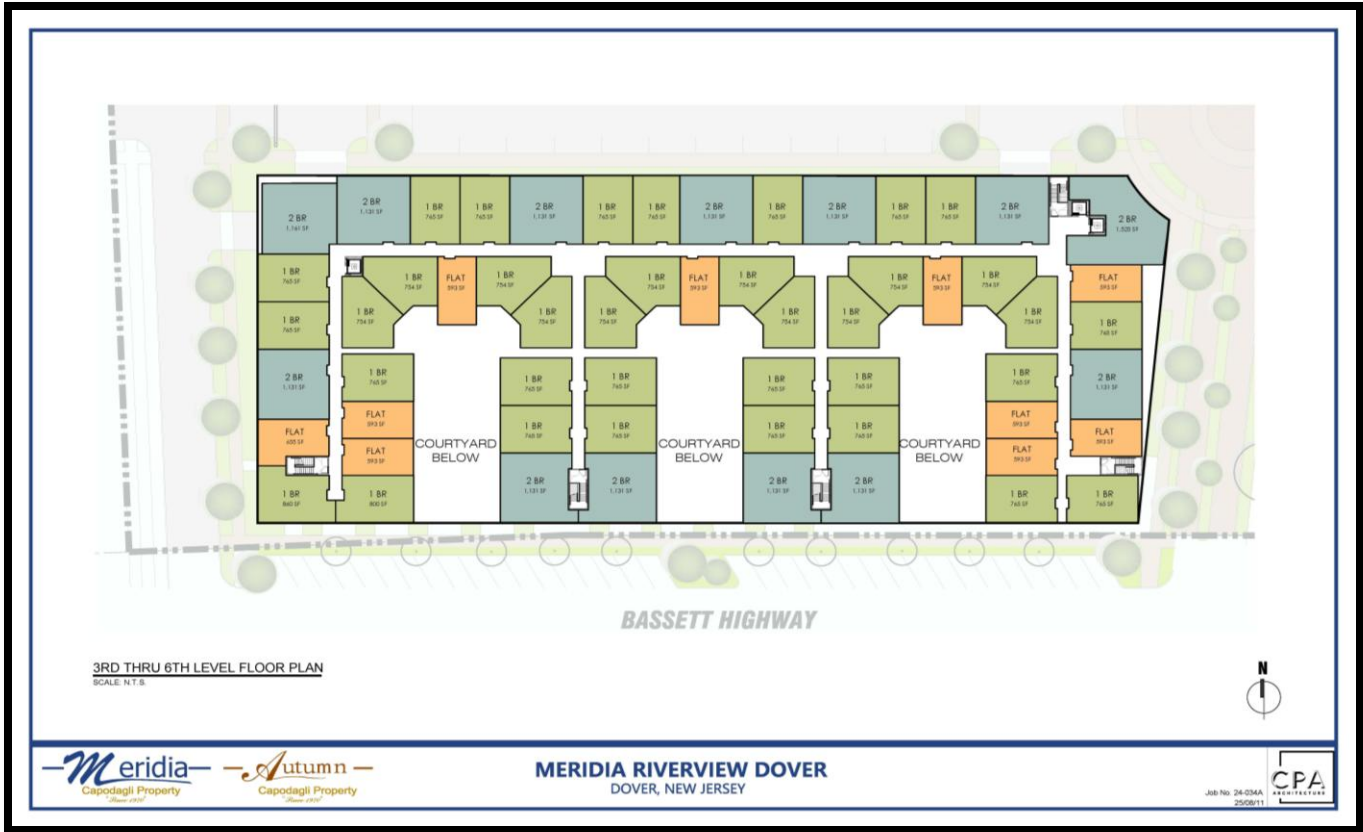 2 BR
1,161 SF
2 BR
1,131 SF
1 BR
765 SF
1 BR
765 SF
2 BR
1,131 SF
1 BR
765 SF
1 BR
765 SF
2 BR
1,131 SF
1 BR
765 SF
2 BR
1,131 SF
1 BR
765 SF
1 BR
765 SF
2 BR
1,131 SF
2 BR
1 BR
765 SF
1 BR
754 SF
FLAT
593 SF
1 BR
754 SF
1 BR
754 SF
FLAT
593 SF
1 BR
754 SF
1 BR
754 SF
FLAT
593 SF
1 BR
754 SF
FLAT
593 SF
1 BR
765 SF
1 BR
754 SF
1 BR
754 SF
1 BR
754 SF
1 BR
754 SF
1 BR
754 SF
1 BR
754 SF
1 BR
765 SF
2 BR
1,131 SF
1 BR
765 SF
1 BR
765 SF
1 BR
765 SF
1 BR
765 SF
1 BR
765 SF
1 BR
765 SF
2 BR
1,131 SF
FLAT
FLAT
593 SF
1 BR
765 SF
1 BR
765 SF
1 BR
765 SF
1 BR
765 SF
FLAT
593 SF
FLAT
593 SF
FLAT
593 SF
COURTYARD
BELOW
COURTYARD
BELOW
COURTYARD
BELOW
FLAT
593 SF
1 BR
1 BR
2 BR
1,131 SF
2 BR
1,131 SF
2 BR
1,131 SF
2 BR
1,131 SF
1 BR
765 SF
1 BR
765 SF
BASSETT HIGHWAY
3RD THRU 6TH LEVEL FLOOR PLAN
SCALE: N.T.S.
N
Meridia
Capodagli Property
"Since 1939"
Autumn
Capodagli Property
"Since 1939"
MERIDIA RIVERVIEW DOVER
DOVER, NEW JERSEY
Job No. 24-034A
25/08/11
CPA
ARCHITECTURE